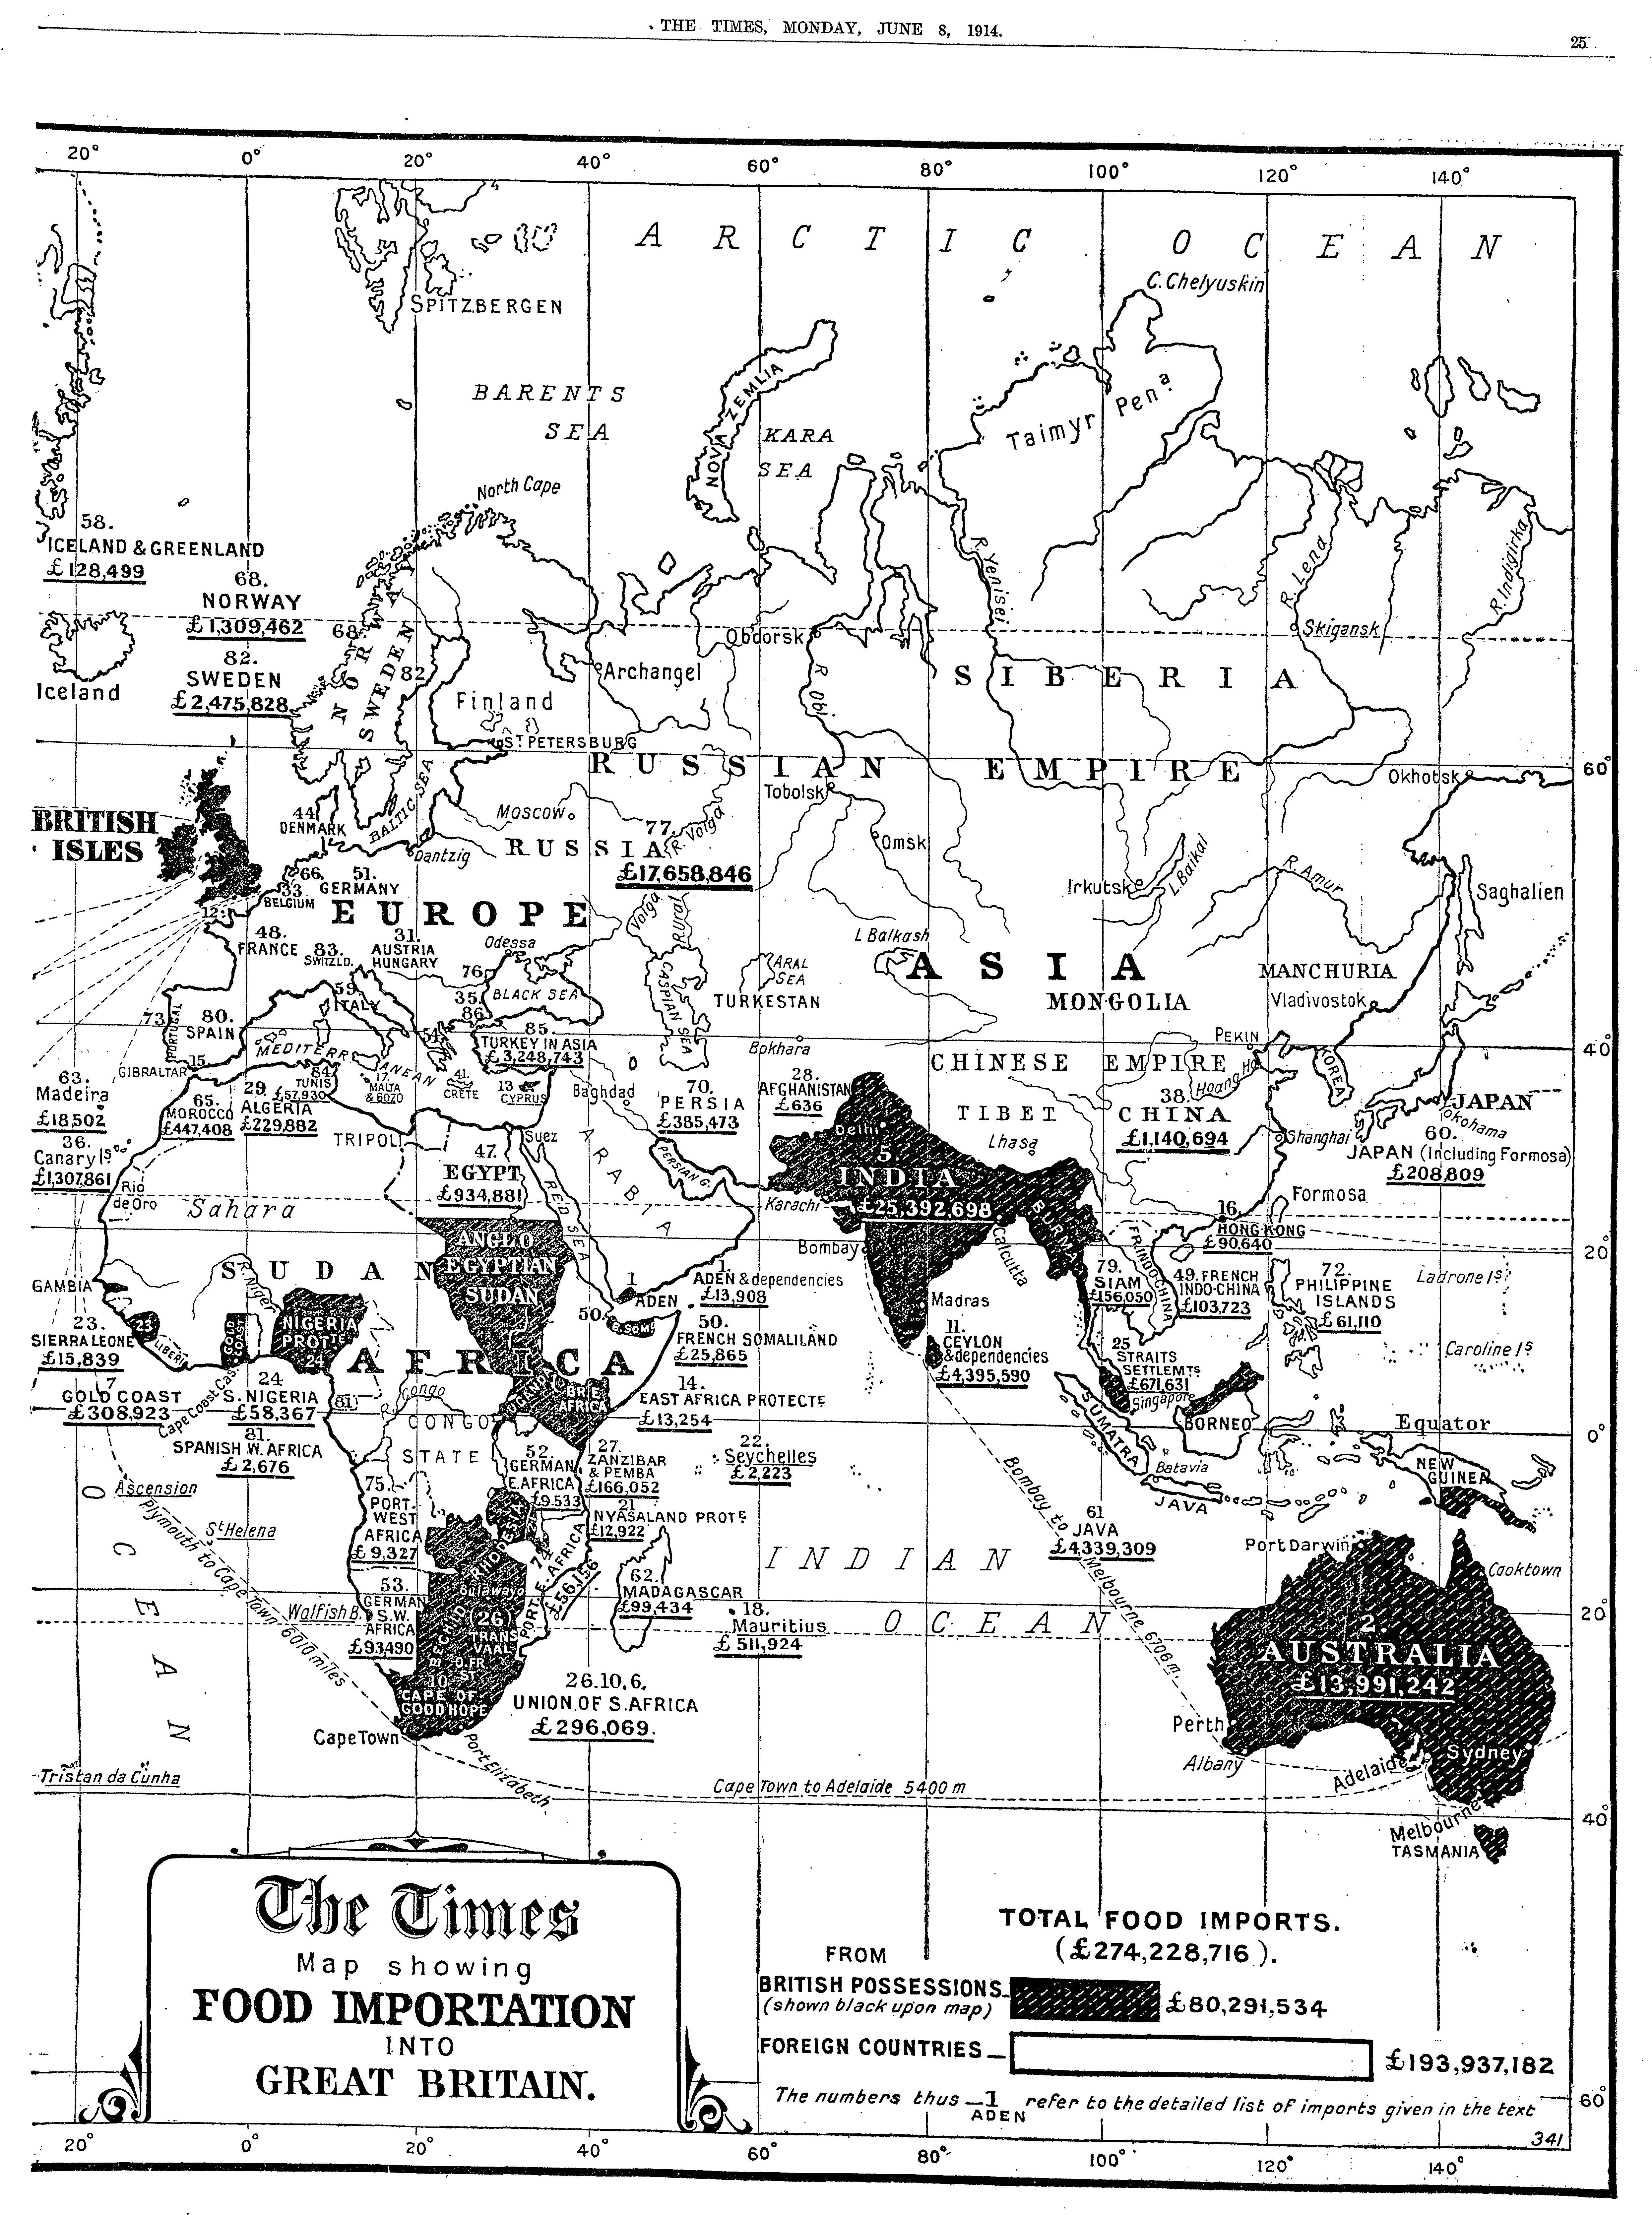 THE TIMES, MONDAY, JUNE 8, 1914.
25
20° 0° 20° 40° 60° 80° 100° 120° 140°
ARCTIC OCEAN
C. Chelyuskin
SPITZBERGEN
BARENTS
SEA
NOVA ZEMLIA
KARA
SEA
Taimyr Penᵃ
North Cape
58.
ICELAND & GREENLAND
£128,499
68.
NORWAY
£1,309,462
R. Yenisei
R. Lena
R. Indigirka
68
NORWAY
Obdorsk
Skigansk
82.
SWEDEN
£2,475,828
SWEDEN
82
Iceland
Archangel
R. Obi
SIBERIA
Finland
ST PETERSBURG
RUSSIAN EMPIRE
60°
Okhotsk
Tobolsk
BRITISH
ISLES
44
DENMARK
BALTIC SEA
Moscow
77.
R. Volga
RUSSIA
£17,658,846
Omsk
Dantzig
Irkutsk
L. Baikal
R. Amur
Saghalien
66.
33
BELGIUM
51.
GERMANY
EUROPE
12
48.
FRANCE
83.
SWITZLD.
31.
AUSTRIA
HUNGARY
Odessa
Volga
R Ural
L Balkash
ARAL
SEA
ASIA
MANCHURIA
76
35.
86
BLACK SEA
CASPIAN SEA
TURKESTAN
MONGOLIA
Vladivostok
59
ITALY
73
PORTUGAL
80.
SPAIN
54
85.
TURKEY IN ASIA
£3,248,743
Bokhara
PEKIN
40°
15
GIBRALTAR
MEDITERRANEAN
CHINESE EMPIRE
Hoang Ho
KOREA
63.
Madeira
£18,502
65.
MOROCCO
£447,408
29.
ALGERIA
£229,882
84
TUNIS
£57,930
17.
MALTA
& GOZO
41.
CRETE
13
CYPRUS
Baghdad
70.
PERSIA
£385,473
28.
AFGHANISTAN
£636
TIBET
Lhasa
38.
CHINA
£1,140,694
Shanghai
JAPAN
Yokohama
60.
JAPAN (Including Formosa)
£208,809
36.
Canary Iˢ
£1,307,861
TRIPOLI
Suez
47.
EGYPT
£934,881
ARABIA
PERSIAN G.
Delhi
5.
INDIA
£25,392,698
Karachi
Formosa
Rio
de Oro
Sahara
RED SEA
BURMA
16.
HONG KONG
£90,640
Bombay
Calcutta
20°
SUDAN
R. Niger
ANGLO
EGYPTIAN
SUDAN
GAMBIA
1
ADEN
1.
ADEN & dependencies
£13,908
Madras
79.
SIAM
£156,050
FR. INDO-CHINA
49. FRENCH
INDO-CHINA
£103,723
72.
PHILIPPINE
ISLANDS
£61,110
Ladrone Iˢ
23
LIBERIA
GOLD COAST
NIGERIA
PROTTE
24
50.
B. SOM.
23.
SIERRA LEONE
£15,839
50.
FRENCH SOMALILAND
£25,865
11.
CEYLON
& dependencies
£4,395,590
25
STRAITS
SETTLEMTS
£671,631
Singapore
Caroline Iˢ
AFRICA
7
GOLD COAST
£308,923
Cape Coast Cas.
24
S. NIGERIA
£58,367
81
Congo
UGANDA
BR. E.
AFRICA
14.
EAST AFRICA PROTECTE
£13,254
SUMATRA
BORNEO
Equator
0°
81.
SPANISH W. AFRICA
£2,676
CONGO
STATE
52.
GERMAN
E. AFRICA
£9,533
27.
ZANZIBAR
& PEMBA
£166,052
22.
Seychelles
£2,223
Batavia
JAVA
NEW
GUINEA
Ascension
75.
PORT.
WEST
AFRICA
£9,327
21
NYASALAND PROTE
£12,922
61
JAVA
£4,339,309
Port Darwin
Cooktown
St Helena
RHODESIA
74
PORT. E. AFRICA
£56,156
62.
MADAGASCAR
£99,434
INDIAN
OCEAN
Bombay to Melbourne 6706 m.
Plymouth to Cape Town 6010 miles
53.
GERMAN
S.W.
AFRICA
£93,490
Walfish B.
Bulawayo
BECHLD
(26)
TRANS
VAAL
O. FR.
ST
18.
Mauritius
£511,924
20°
2.
AUSTRALIA
£13,991,242
OCEAN
10
CAPE OF
GOOD HOPE
26.10.6.
UNION OF S. AFRICA
£296,069.
Cape Town
Port Elizabeth
Perth
Albany
Adelaide
Sydney
Tristan da Cunha
Cape Town to Adelaide 5400 m
Melbourne
40°
TASMANIA
The Times
Map showing
FOOD IMPORTATION
INTO
GREAT BRITAIN.
TOTAL FOOD IMPORTS.
(£274,228,716).
FROM
BRITISH POSSESSIONS
(shown black upon map)
£80,291,534
FOREIGN COUNTRIES
£193,937,182
The numbers thus 1 ADEN refer to the detailed list of imports given in the text
60°
341
20° 0° 20° 40° 60° 80° 100° 120° 140°